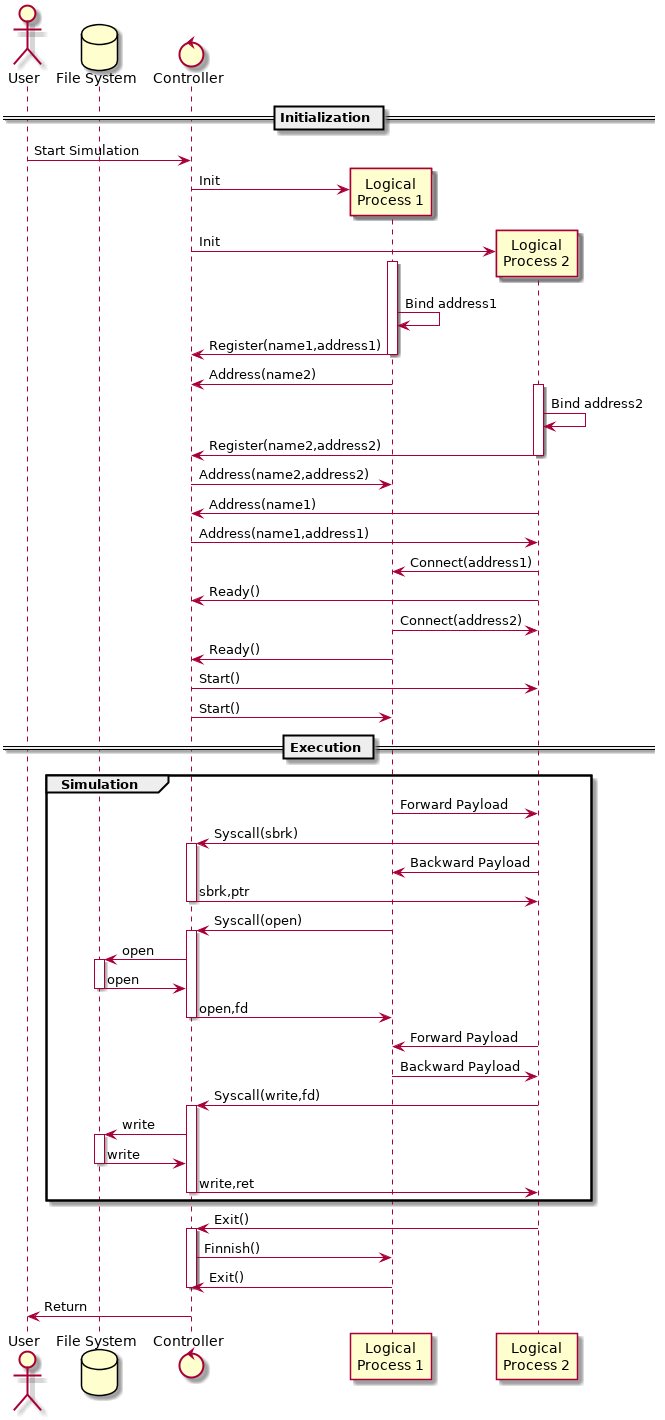 User
File System
Controller
Initialization
Start Simulation
Init
Logical
Process 1
Init
Logical
Process 2
Bind address1
Register(name1,address1)
Address(name2)
Bind address2
Register(name2,address2)
Address(name2,address2)
Address(name1)
Address(name1,address1)
Connect(address1)
Ready()
Connect(address2)
Ready()
Start()
Start()
Execution
Simulation
Forward Payload
Syscall(sbrk)
Backward Payload
sbrk,ptr
Syscall(open)
open
open
open,fd
Forward Payload
Backward Payload
Syscall(write,fd)
write
write
write,ret
Exit()
Finnish()
Exit()
Return
User
File System
Controller
Logical
Process 1
Logical
Process 2